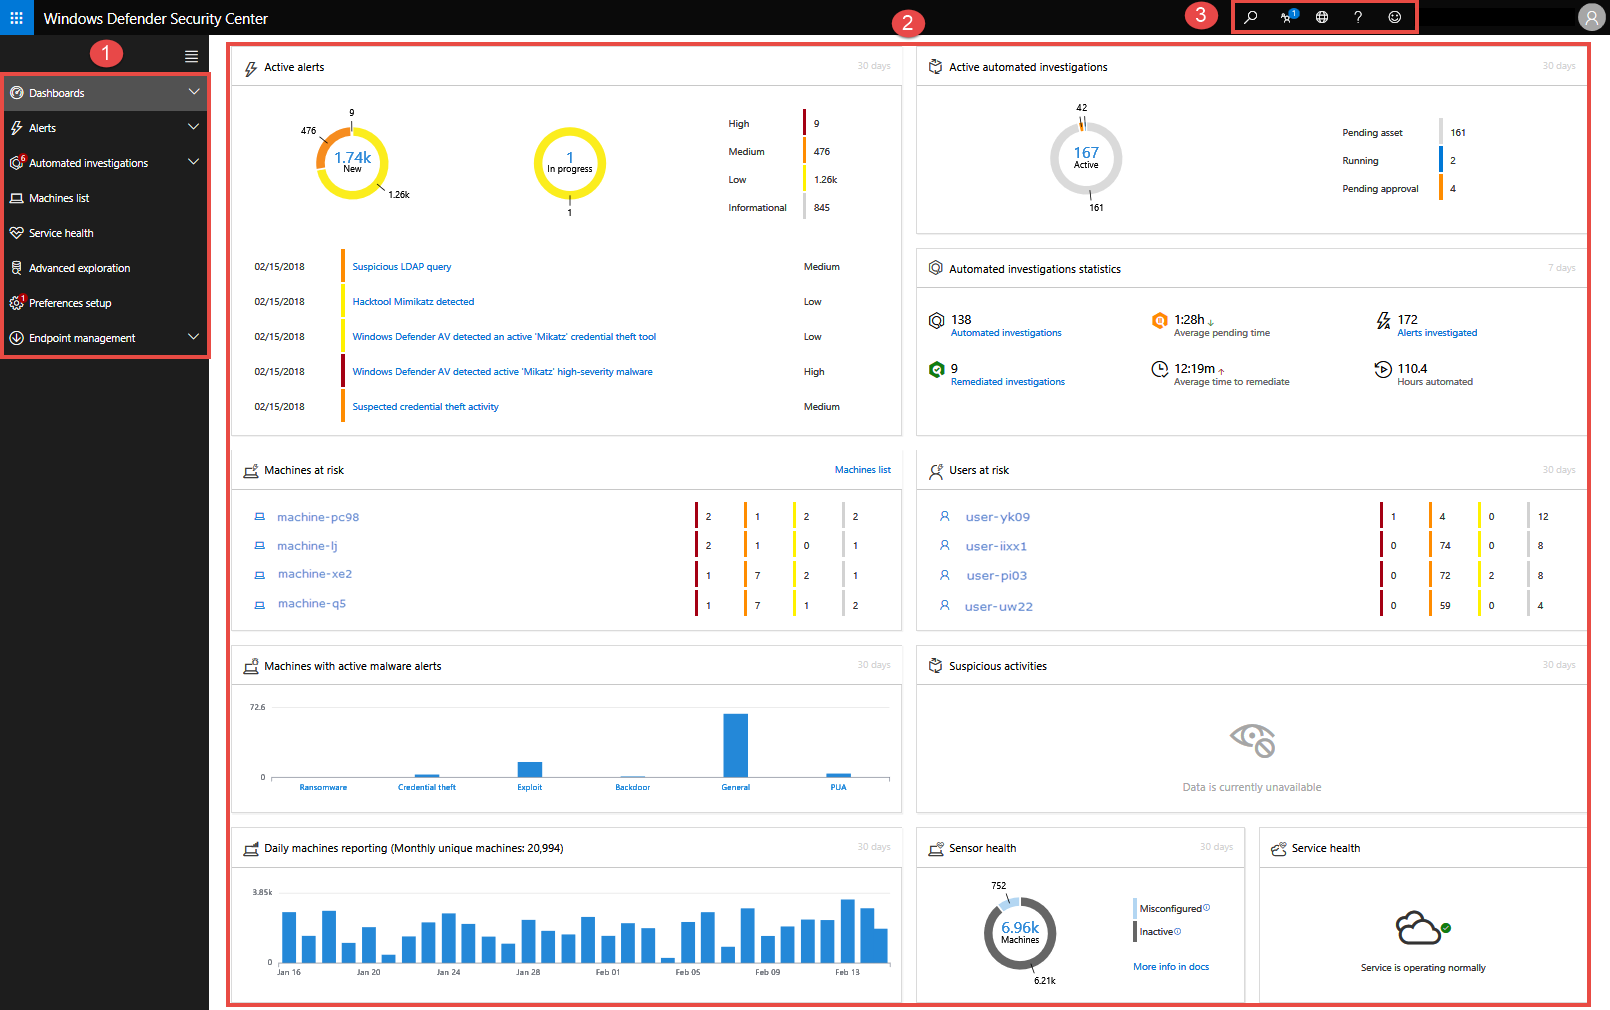 Windows Defender Security Center
2
3
1
?
1
Dashboards
Alerts
6
Automated investigations
Machines list
Service health
Advanced exploration
1
Preferences setup
Endpoint management
Active alerts
30 days
9
476
1.74k
New
1.26k
1
In progress
1
High 9
Medium 476
Low 1.26k
Informational 845
02/15/2018 Suspicious LDAP query Medium
02/15/2018 Hacktool Mimikatz detected Low
02/15/2018 Windows Defender AV detected an active 'Mikatz' credential theft tool Low
02/15/2018 Windows Defender AV detected active 'Mikatz' high-severity malware High
02/15/2018 Suspected credential theft activity Medium
Active automated investigations
30 days
42
167
Active
161
Pending asset 161
Running 2
Pending approval 4
Automated investigations statistics
7 days
138
Automated investigations
1:28h ↓
Average pending time
172
Alerts investigated
9
Remediated investigations
12:19m ↑
Average time to remediate
110.4
Hours automated
Machines at risk
Machines list
machine-pc98 2 1 2 2
machine-lj 2 1 0 1
machine-xe2 1 7 2 1
machine-q5 1 7 1 2
Users at risk
30 days
user-yk09 1 4 0 12
user-iixx1 0 74 0 8
user-pi03 0 72 2 8
user-uw22 0 59 0 4
Machines with active malware alerts
30 days
72.6
0
Ransomware Credential theft Exploit Backdoor General PUA
Suspicious activities
30 days
Data is currently unavailable
Daily machines reporting (Monthly unique machines: 20,994)
30 days
3.85k
0
Jan 16 Jan 20 Jan 24 Jan 28 Feb 01 Feb 05 Feb 09 Feb 13
Sensor health
30 days
752
6.96k
Machines
6.21k
Misconfigured
Inactive
More info in docs
Service health
Service is operating normally